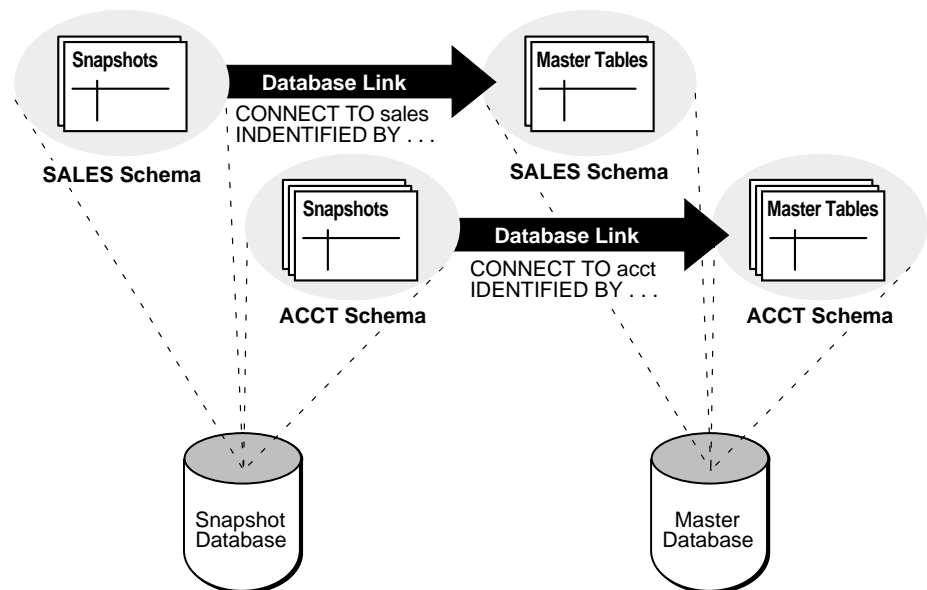 Snapshots
Database Link
CONNECT TO sales
INDENTIFIED BY . . .
Master Tables
SALES Schema
SALES Schema
Snapshots
Database Link
CONNECT TO acct
IDENTIFIED BY . . .
Master Tables
ACCT Schema
ACCT Schema
Snapshot
Database
Master
Database